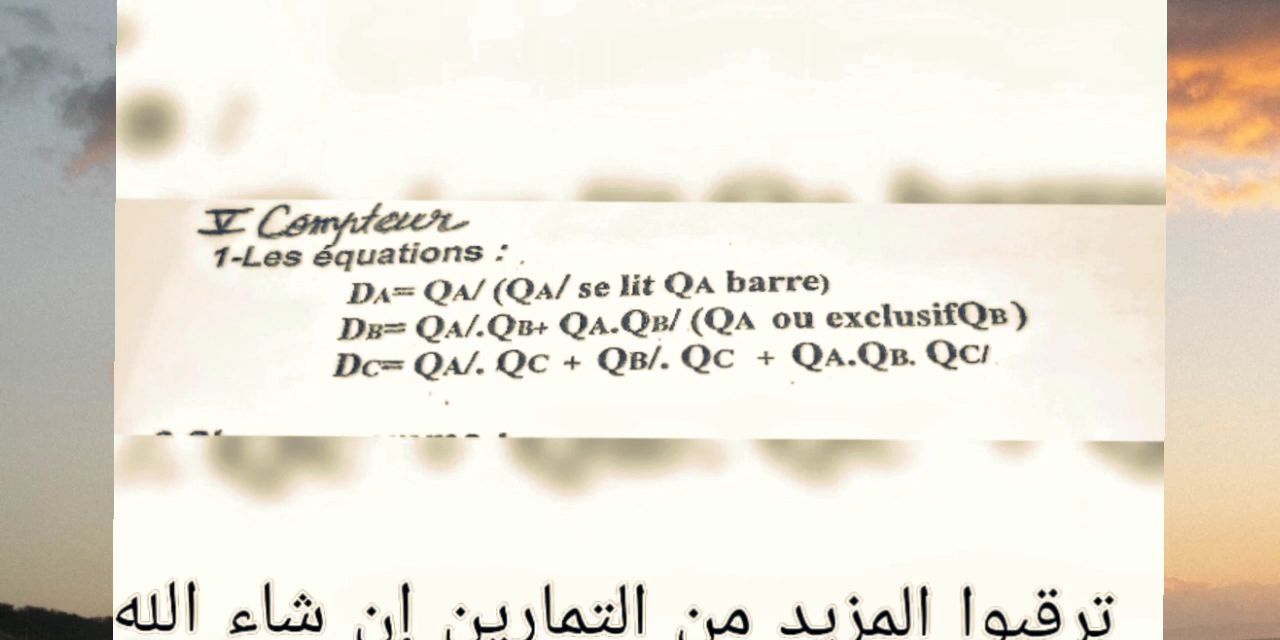 V Compteur
1-Les équations :
DA= QA/ (QA/ se lit QA barre)
DB= QA/.QB+ QA.QB/ (QA ou exclusifQB)
DC= QA/. QC + QB/. QC + QA.QB. QC/
ترقبوا المزيد من التمارين إن شاء الله